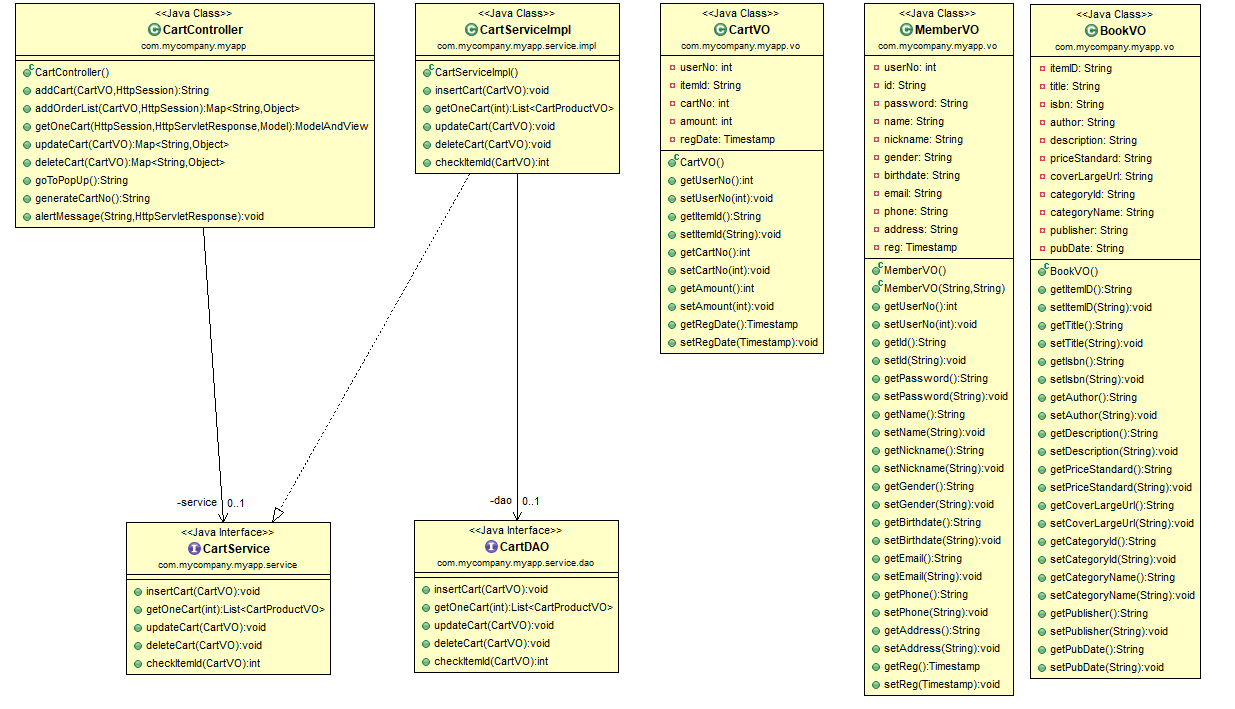 <<Java Class>>
CartController
com.mycompany.myapp
CartController()
addCart(CartVO,HttpSession):String
addOrderList(CartVO,HttpSession):Map<String,Object>
getOneCart(HttpSession,HttpServletResponse,Model):ModelAndView
updateCart(CartVO):Map<String,Object>
deleteCart(CartVO):Map<String,Object>
goToPopUp():String
generateCartNo():String
alertMessage(String,HttpServletResponse):void
<<Java Class>>
CartServiceImpl
com.mycompany.myapp.service.impl
CartServiceImpl()
insertCart(CartVO):void
getOneCart(int):List<CartProductVO>
updateCart(CartVO):void
deleteCart(CartVO):void
checkItemId(CartVO):int
<<Java Class>>
CartVO
com.mycompany.myapp.vo
userNo: int
itemId: String
cartNo: int
amount: int
regDate: Timestamp
CartVO()
getUserNo():int
setUserNo(int):void
getItemId():String
setItemId(String):void
getCartNo():int
setCartNo(int):void
getAmount():int
setAmount(int):void
getRegDate():Timestamp
setRegDate(Timestamp):void
<<Java Class>>
MemberVO
com.mycompany.myapp.vo
userNo: int
id: String
password: String
name: String
nickname: String
gender: String
birthdate: String
email: String
phone: String
address: String
reg: Timestamp
MemberVO()
MemberVO(String,String)
getUserNo():int
setUserNo(int):void
getId():String
setId(String):void
getPassword():String
setPassword(String):void
getName():String
setName(String):void
getNickname():String
setNickname(String):void
getGender():String
setGender(String):void
getBirthdate():String
setBirthdate(String):void
getEmail():String
setEmail(String):void
getPhone():String
setPhone(String):void
getAddress():String
setAddress(String):void
getReg():Timestamp
setReg(Timestamp):void
<<Java Class>>
BookVO
com.mycompany.myapp.vo
itemID: String
title: String
isbn: String
author: String
description: String
priceStandard: String
coverLargeUrl: String
categoryId: String
categoryName: String
publisher: String
pubDate: String
BookVO()
getItemID():String
setItemID(String):void
getTitle():String
setTitle(String):void
getIsbn():String
setIsbn(String):void
getAuthor():String
setAuthor(String):void
getDescription():String
setDescription(String):void
getPriceStandard():String
setPriceStandard(String):void
getCoverLargeUrl():String
setCoverLargeUrl(String):void
getCategoryId():String
setCategoryId(String):void
getCategoryName():String
setCategoryName(String):void
getPublisher():String
setPublisher(String):void
getPubDate():String
setPubDate(String):void
-service 0..1
-dao 0..1
<<Java Interface>>
CartService
com.mycompany.myapp.service
insertCart(CartVO):void
getOneCart(int):List<CartProductVO>
updateCart(CartVO):void
deleteCart(CartVO):void
checkItemId(CartVO):int
<<Java Interface>>
CartDAO
com.mycompany.myapp.service.dao
insertCart(CartVO):void
getOneCart(int):List<CartProductVO>
updateCart(CartVO):void
deleteCart(CartVO):void
checkItemId(CartVO):int